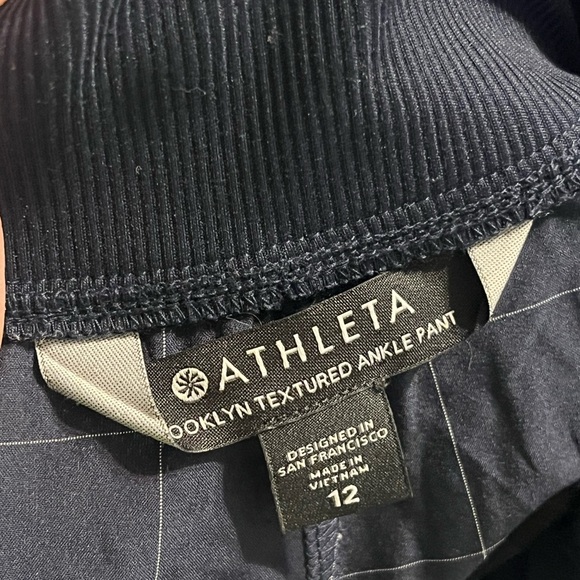 ATHLETA
OOKLYN TEXTURED ANKLE PANT
DESIGNED IN
SAN FRANCISCO
MADE IN
VIETNAM
12